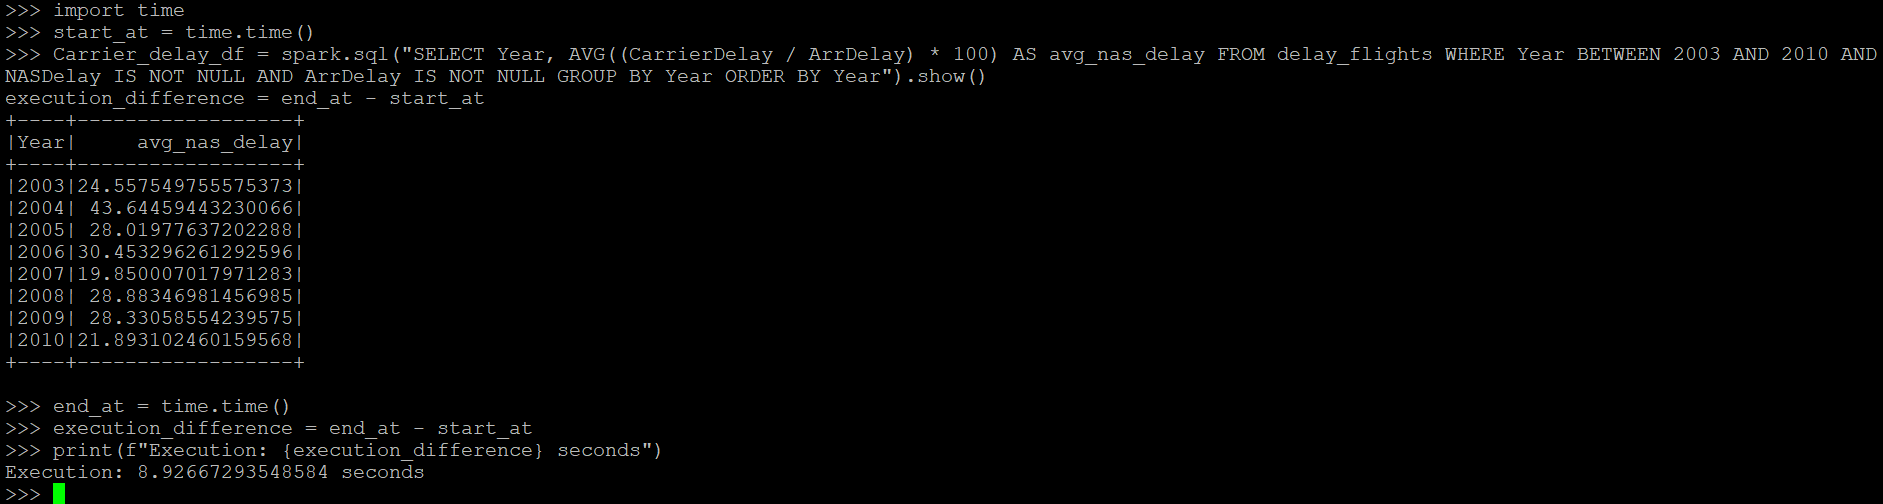 >>> import time
>>> start_at = time.time()
>>> Carrier_delay_df = spark.sql("SELECT Year, AVG((CarrierDelay / ArrDelay) * 100) AS avg_nas_delay FROM delay_flights WHERE Year BETWEEN 2003 AND 2010 AND
NASDelay IS NOT NULL AND ArrDelay IS NOT NULL GROUP BY Year ORDER BY Year").show()
execution_difference = end_at - start_at
+----+------------------+
|Year|     avg_nas_delay|
+----+------------------+
|2003|24.557549755575373|
|2004| 43.64459443230066|
|2005| 28.01977637202288|
|2006|30.453296261292596|
|2007|19.850007017971283|
|2008| 28.88346981456985|
|2009| 28.33058554239575|
|2010|21.893102460159568|
+----+------------------+
>>> end_at = time.time()
>>> execution_difference = end_at - start_at
>>> print(f"Execution: {execution_difference} seconds")
Execution: 8.92667293548584 seconds
>>>